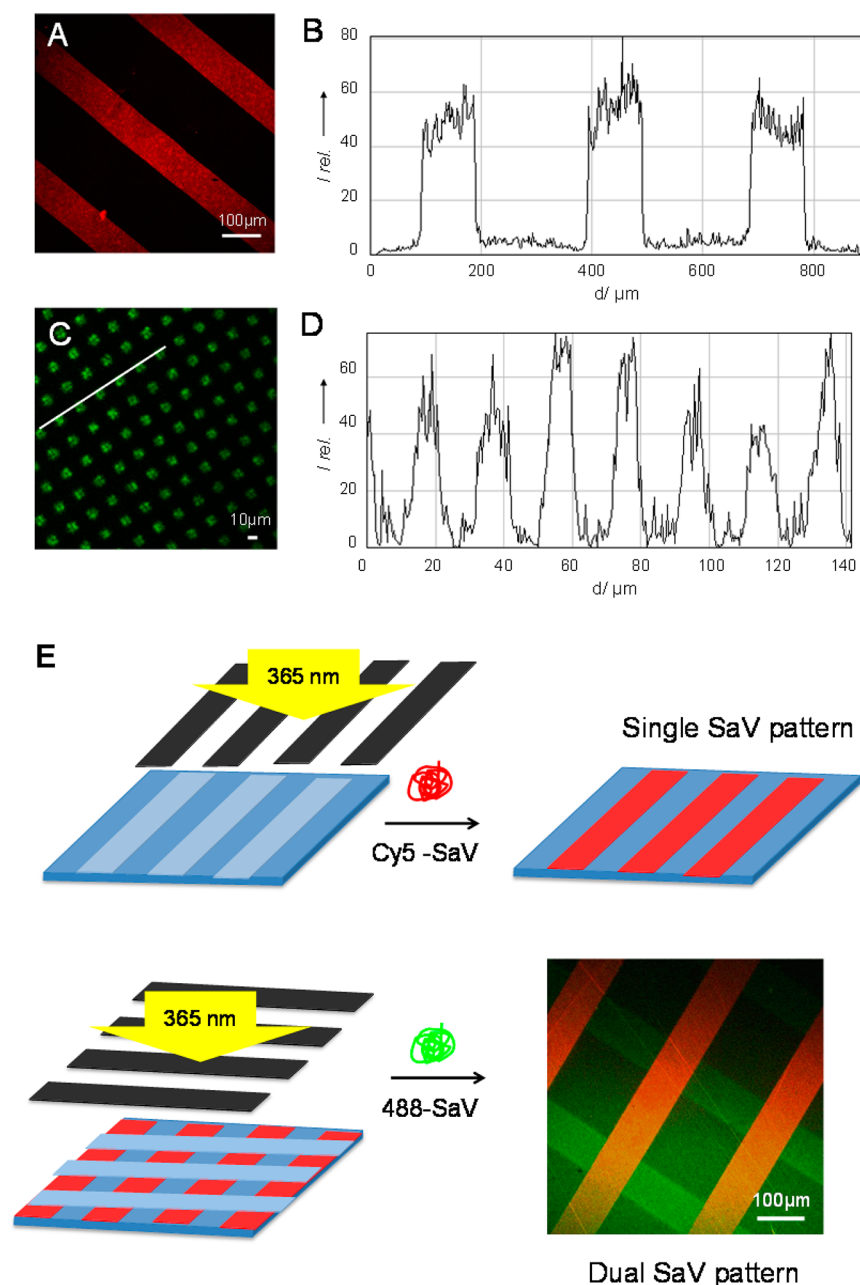 A
100µm
B
80
60
40
20
0
I rel.
0
200
400
600
800
d/ µm
C
10µm
D
60
40
20
0
I rel.
0
20
40
60
80
100
120
140
d/ µm
E
365 nm
Cy5 -SaV
Single SaV pattern
365 nm
488-SaV
100µm
Dual SaV pattern